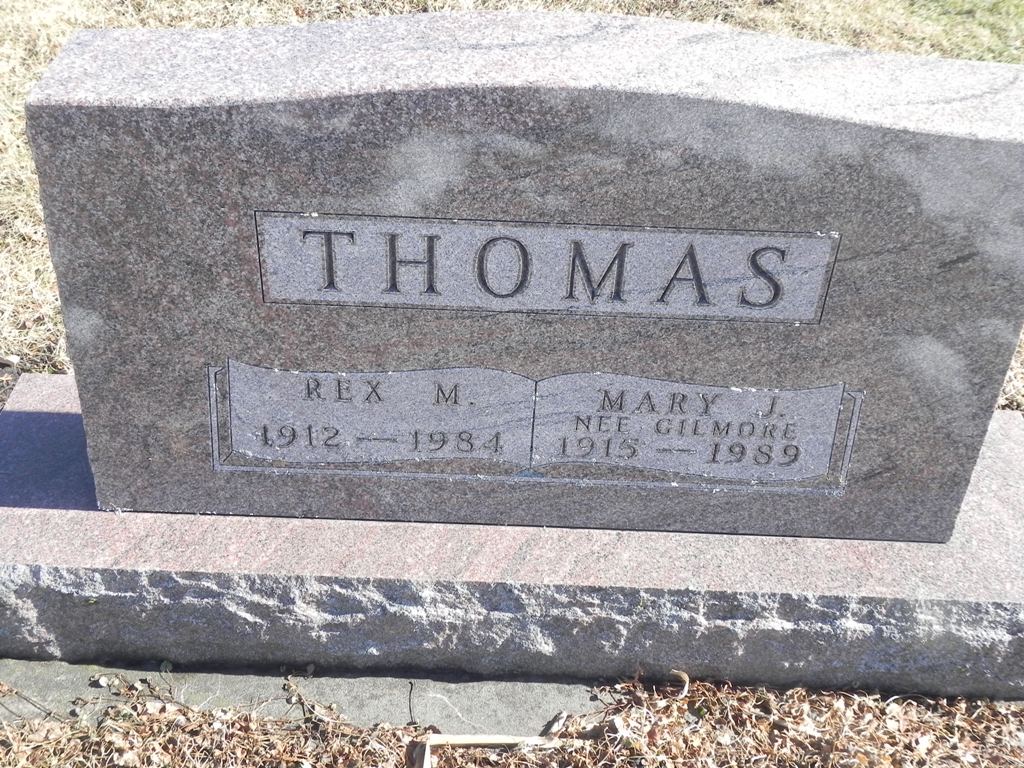 THOMAS
REX M.
1912 — 1984
MARY J.
NEE GILMORE
1915 — 1989